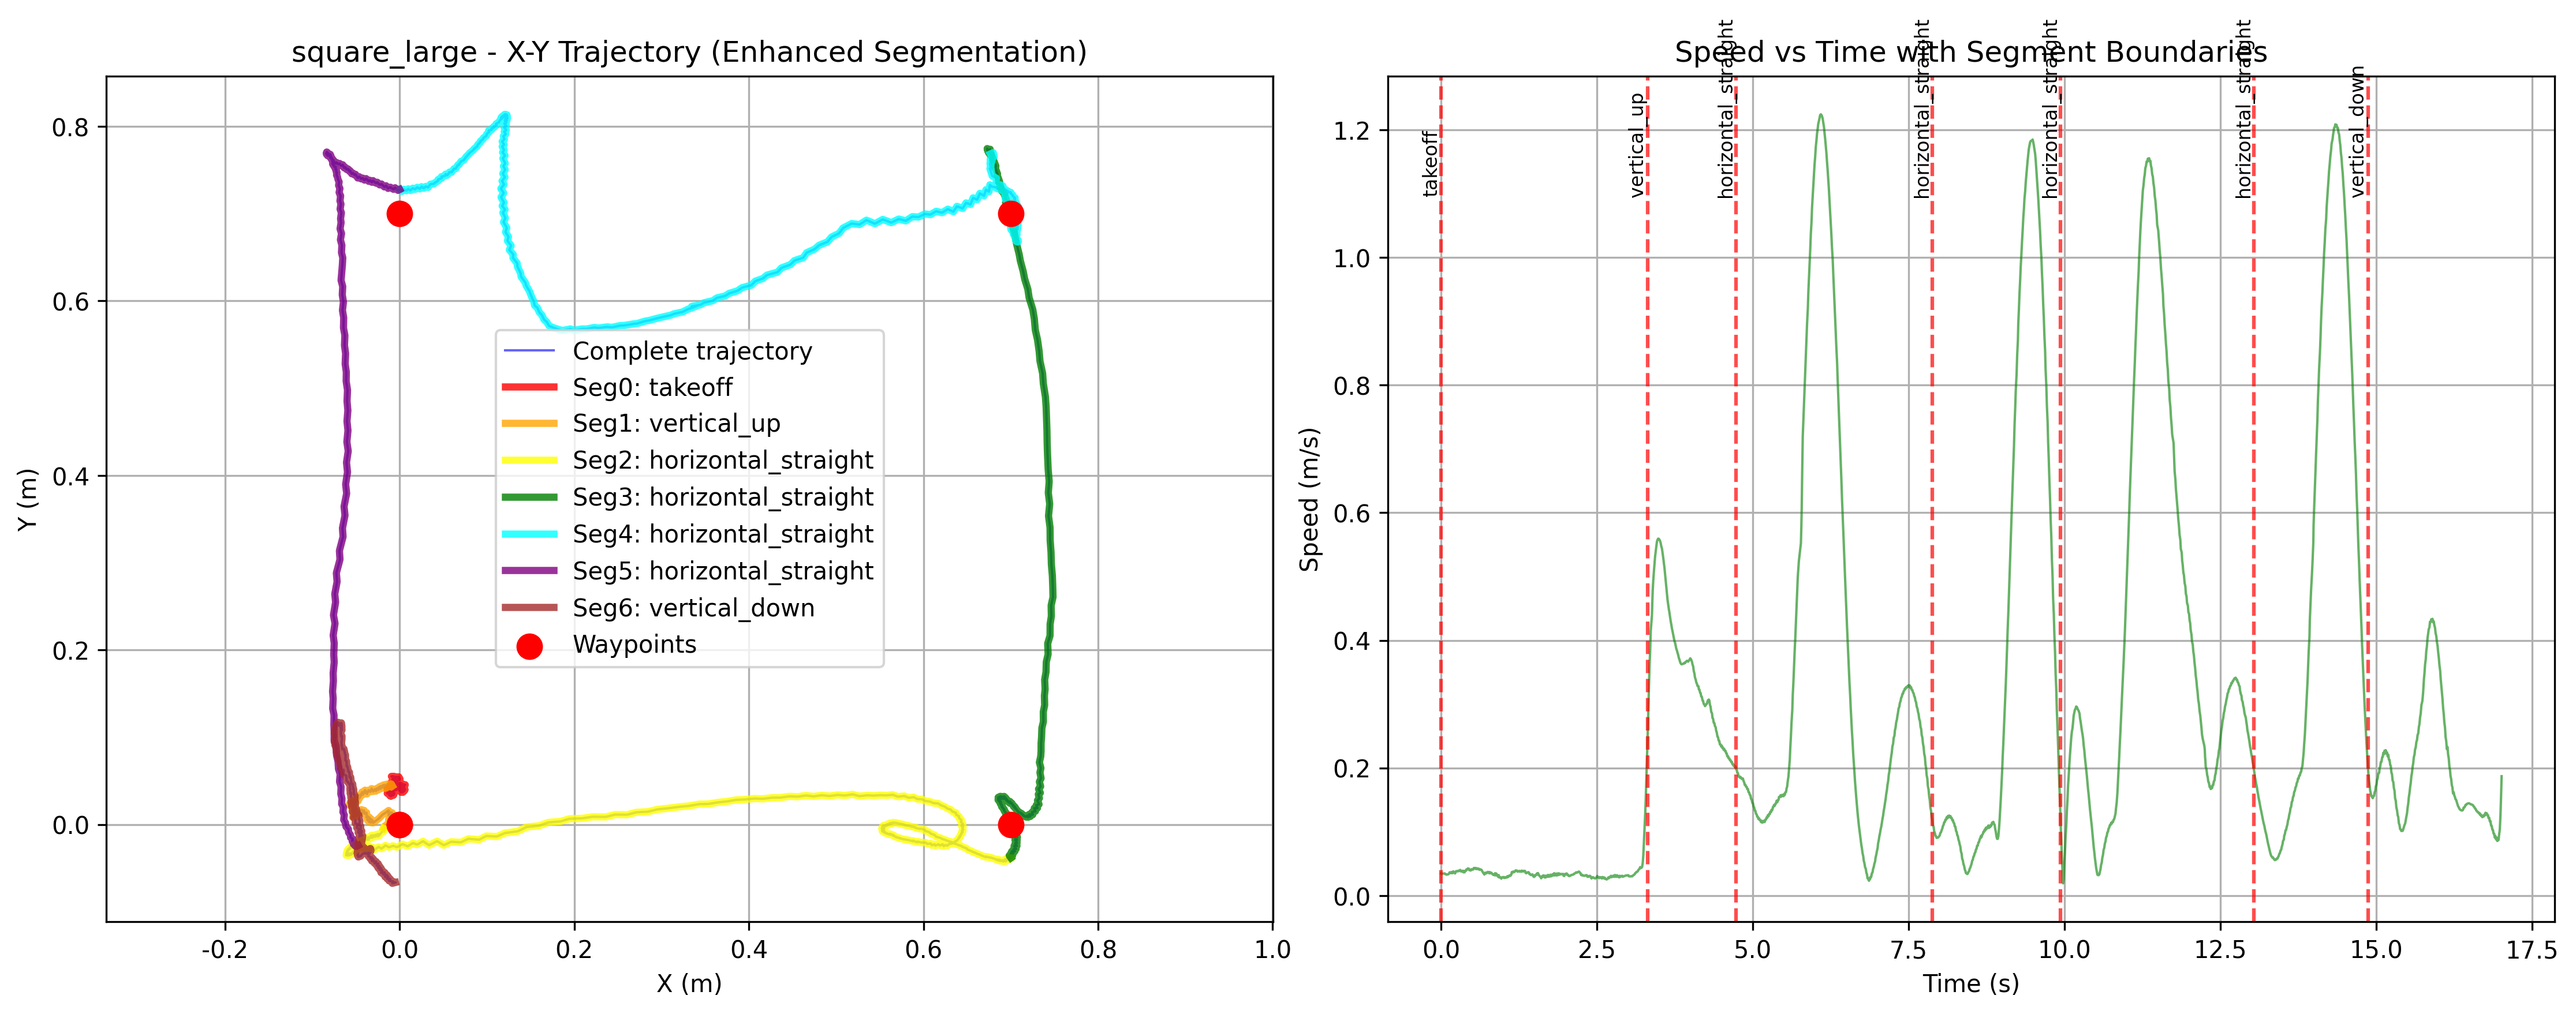 square_large - X-Y Trajectory (Enhanced Segmentation)
Y (m)
0.8
0.6
0.4
0.2
0.0
-0.2
0.0
0.2
0.4
0.6
0.8
1.0
X (m)
Complete trajectory
Seg0: takeoff
Seg1: vertical_up
Seg2: horizontal_straight
Seg3: horizontal_straight
Seg4: horizontal_straight
Seg5: horizontal_straight
Seg6: vertical_down
Waypoints
Speed vs Time with Segment Boundaries
takeoff
vertical_up
horizontal_straight
horizontal_straight
horizontal_straight
horizontal_straight
vertical_down
Speed (m/s)
1.2
1.0
0.8
0.6
0.4
0.2
0.0
0.0
2.5
5.0
7.5
10.0
12.5
15.0
17.5
Time (s)